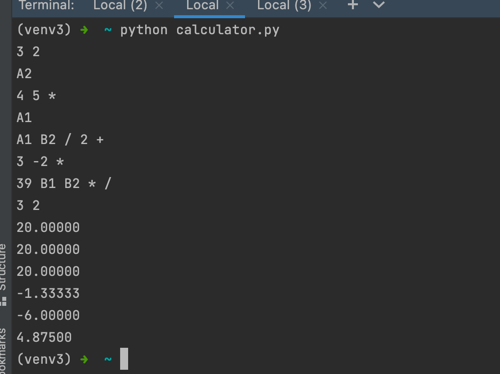 Terminal: Local (2) × Local × Local (3) × +
(venv3) → ~ python calculator.py
3 2
A2
4 5 *
A1
A1 B2 / 2 +
3 -2 *
39 B1 B2 * /
3 2
20.00000
20.00000
20.00000
-1.33333
-6.00000
4.87500
(venv3) → ~
Structure